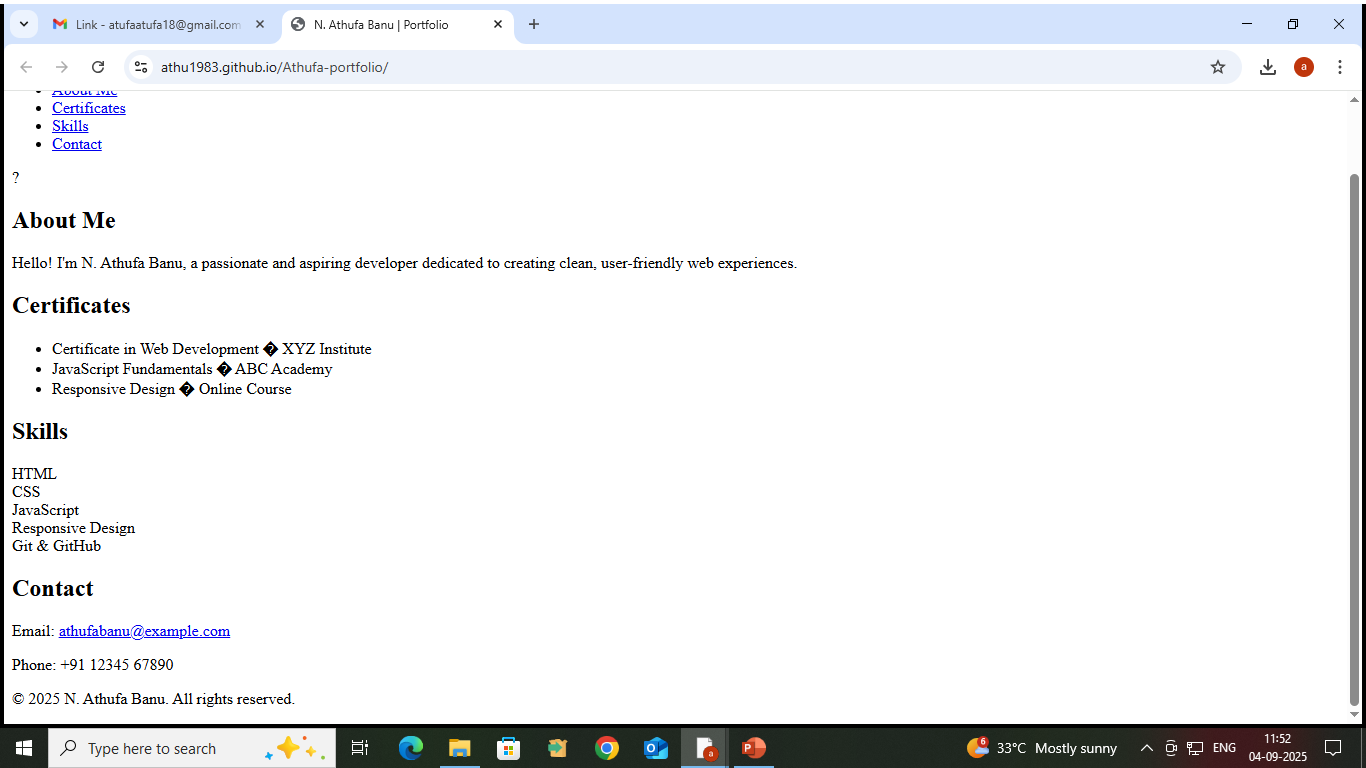 Link - atufaatufa18@gmail.com
N. Athufa Banu | Portfolio
athu1983.github.io/Athufa-portfolio/
a
About Me
Certificates
Skills
Contact
?
About Me
Hello! I'm N. Athufa Banu, a passionate and aspiring developer dedicated to creating clean, user-friendly web experiences.
Certificates
Certificate in Web Development � XYZ Institute
JavaScript Fundamentals � ABC Academy
Responsive Design � Online Course
Skills
HTML
CSS
JavaScript
Responsive Design
Git & GitHub
Contact
Email: athufabanu@example.com
Phone: +91 12345 67890
© 2025 N. Athufa Banu. All rights reserved.
Type here to search
6
33°C Mostly sunny
ENG
11:52
04-09-2025